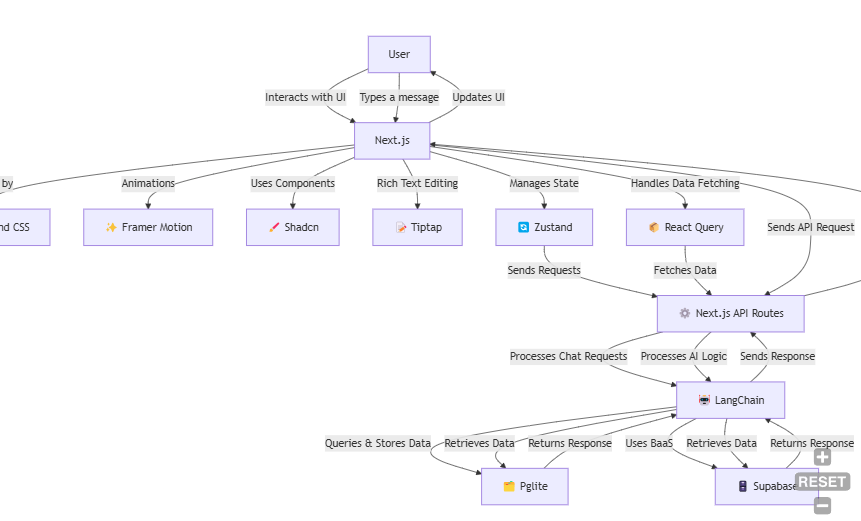 User
Interacts with UI
Types a message
Updates UI
Next.js
by
Animations
Uses Components
Rich Text Editing
Manages State
Handles Data Fetching
nd CSS
Framer Motion
Shadcn
Tiptap
Zustand
React Query
Sends API Request
Sends Requests
Fetches Data
Next.js API Routes
Processes Chat Requests
Processes AI Logic
Sends Response
LangChain
Queries & Stores Data
Retrieves Data
Returns Response
Uses BaaS
Retrieves Data
Returns Response
Pglite
Supabase
RESET